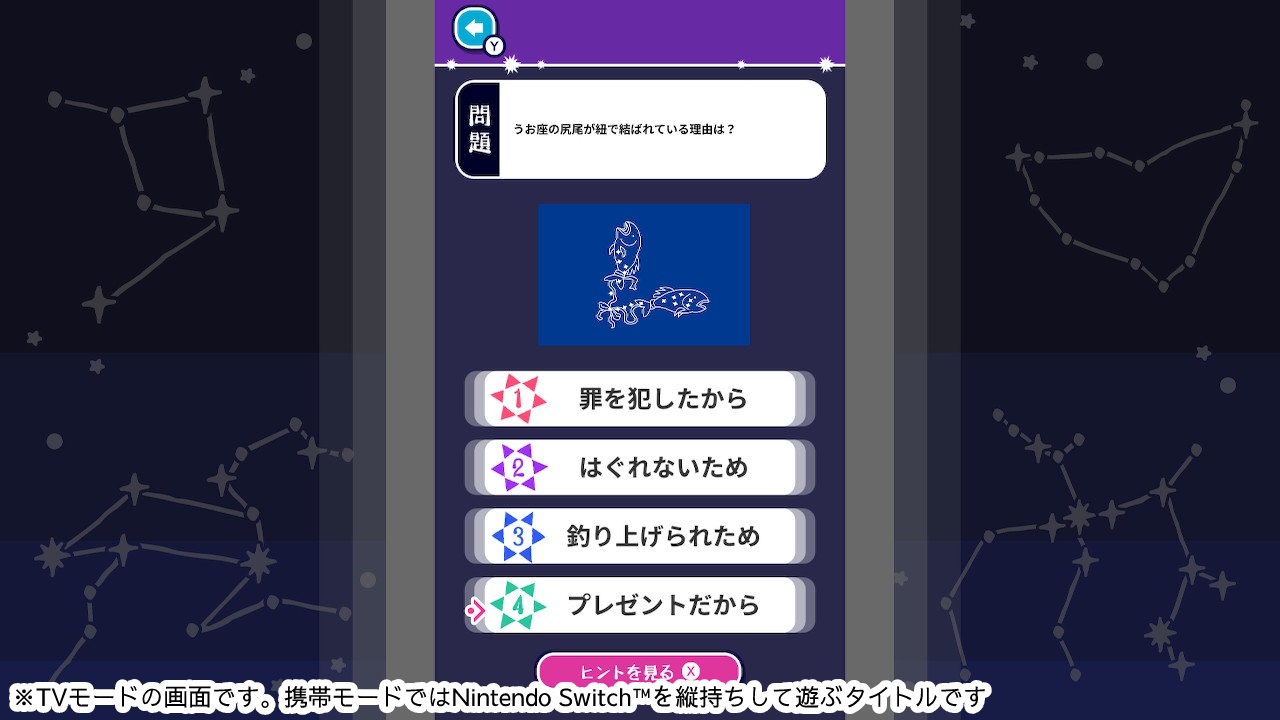 Y
問題
うお座の尻尾が紐で結ばれている理由は？
1 罪を犯したから
2 はぐれないため
3 釣り上げられため
4 プレゼントだから
ヒントを見る X
※TVモードの画面です。携帯モードではNintendo Switch™を縦持ちして遊ぶタイトルです